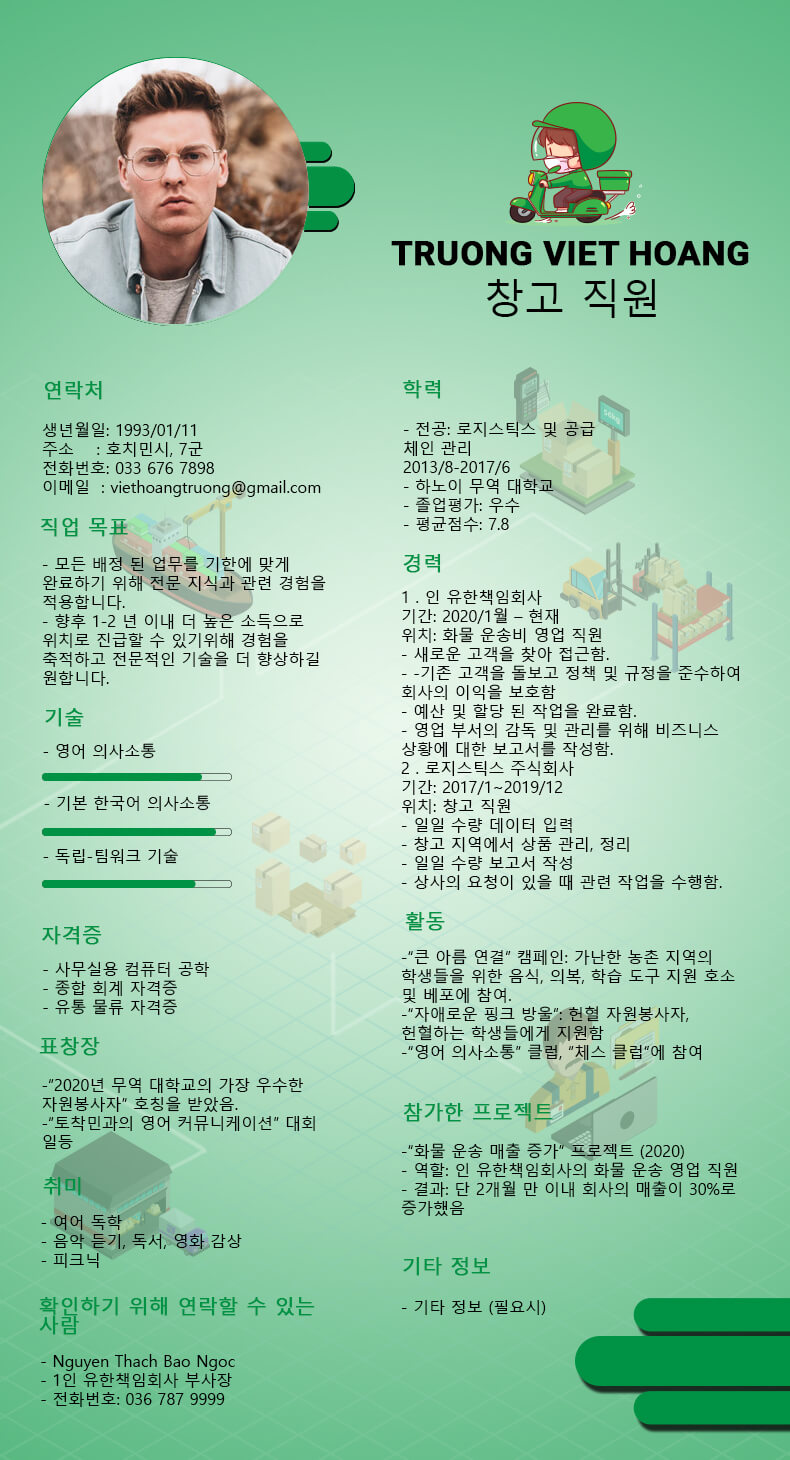 TRUONG VIET HOANG
창고 직원
연락처
생년월일: 1993/01/11
주소 : 호치민시, 7군
전화번호: 033 676 7898
이메일 : viethoangtruong@gmail.com
직업 목표
- 모든 배정 된 업무를 기한에 맞게
완료하기 위해 전문 지식과 관련 경험을
적용합니다.
- 향후 1-2 년 이내 더 높은 소득으로
위치로 진급할 수 있기위해 경험을
축적하고 전문적인 기술을 더 향상하길
원합니다.
기술
- 영어 의사소통
- 기본 한국어 의사소통
- 독립-팀워크 기술
자격증
- 사무실용 컴퓨터 공학
- 종합 회계 자격증
- 유통 물류 자격증
표창장
-“2020년 무역 대학교의 가장 우수한
자원봉사자” 호칭을 받았음.
-“토착민과의 영어 커뮤니케이션” 대회
일등
취미
- 여어 독학
- 음악 듣기, 독서, 영화 감상
- 피크닉
확인하기 위해 연락할 수 있는
사람
- Nguyen Thach Bao Ngoc
- 1인 유한책임회사 부사장
- 전화번호: 036 787 9999
학력
- 전공: 로지스틱스 및 공급
체인 관리
2013/8-2017/6
- 하노이 무역 대학교
- 졸업평가: 우수
- 평균점수: 7.8
경력
1 . 인 유한책임회사
기간: 2020/1월 – 현재
위치: 화물 운송비 영업 직원
- 새로운 고객을 찾아 접근함.
- -기존 고객을 돌보고 정책 및 규정을 준수하여
회사의 이익을 보호함
- 예산 및 할당 된 작업을 완료함.
- 영업 부서의 감독 및 관리를 위해 비즈니스
상황에 대한 보고서를 작성함.
2 . 로지스틱스 주식회사
기간: 2017/1~2019/12
위치: 창고 직원
- 일일 수량 데이터 입력
- 창고 지역에서 상품 관리, 정리
- 일일 수량 보고서 작성
- 상사의 요청이 있을 때 관련 작업을 수행함.
활동
-“큰 아름 연결” 캠페인: 가난한 농촌 지역의
학생들을 위한 음식, 의복, 학습 도구 지원 호소
및 베포에 참여.
-“자애로운 핑크 방울”: 헌혈 자원봉사자,
헌혈하는 학생들에게 지원함
-“영어 의사소통” 클럽, “체스 클럽“에 참여
참가한 프로젝트
-“화물 운송 매출 증가“ 프로젝트 (2020)
- 역할: 인 유한책임회사의 화물 운송 영업 직원
- 결과: 단 2개월 만 이내 회사의 매출이 30%로
증가했음
기타 정보
- 기타 정보 (필요시)